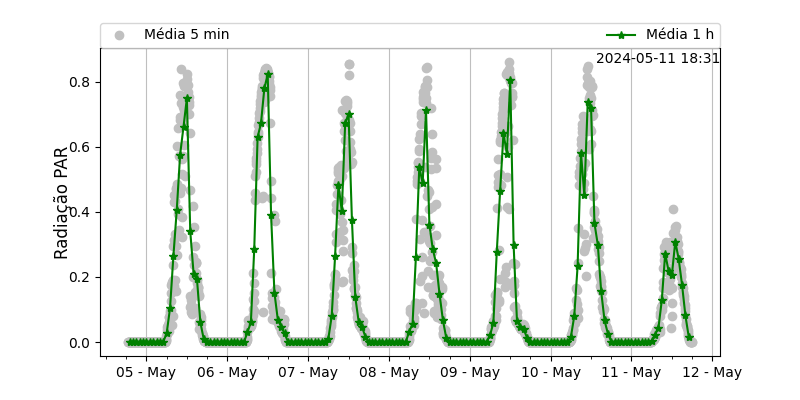 Média 5 min
Média 1 h
2024-05-11 18:31
Radiação PAR
0.8
0.6
0.4
0.2
0.0
05 - May
06 - May
07 - May
08 - May
09 - May
10 - May
11 - May
12 - May